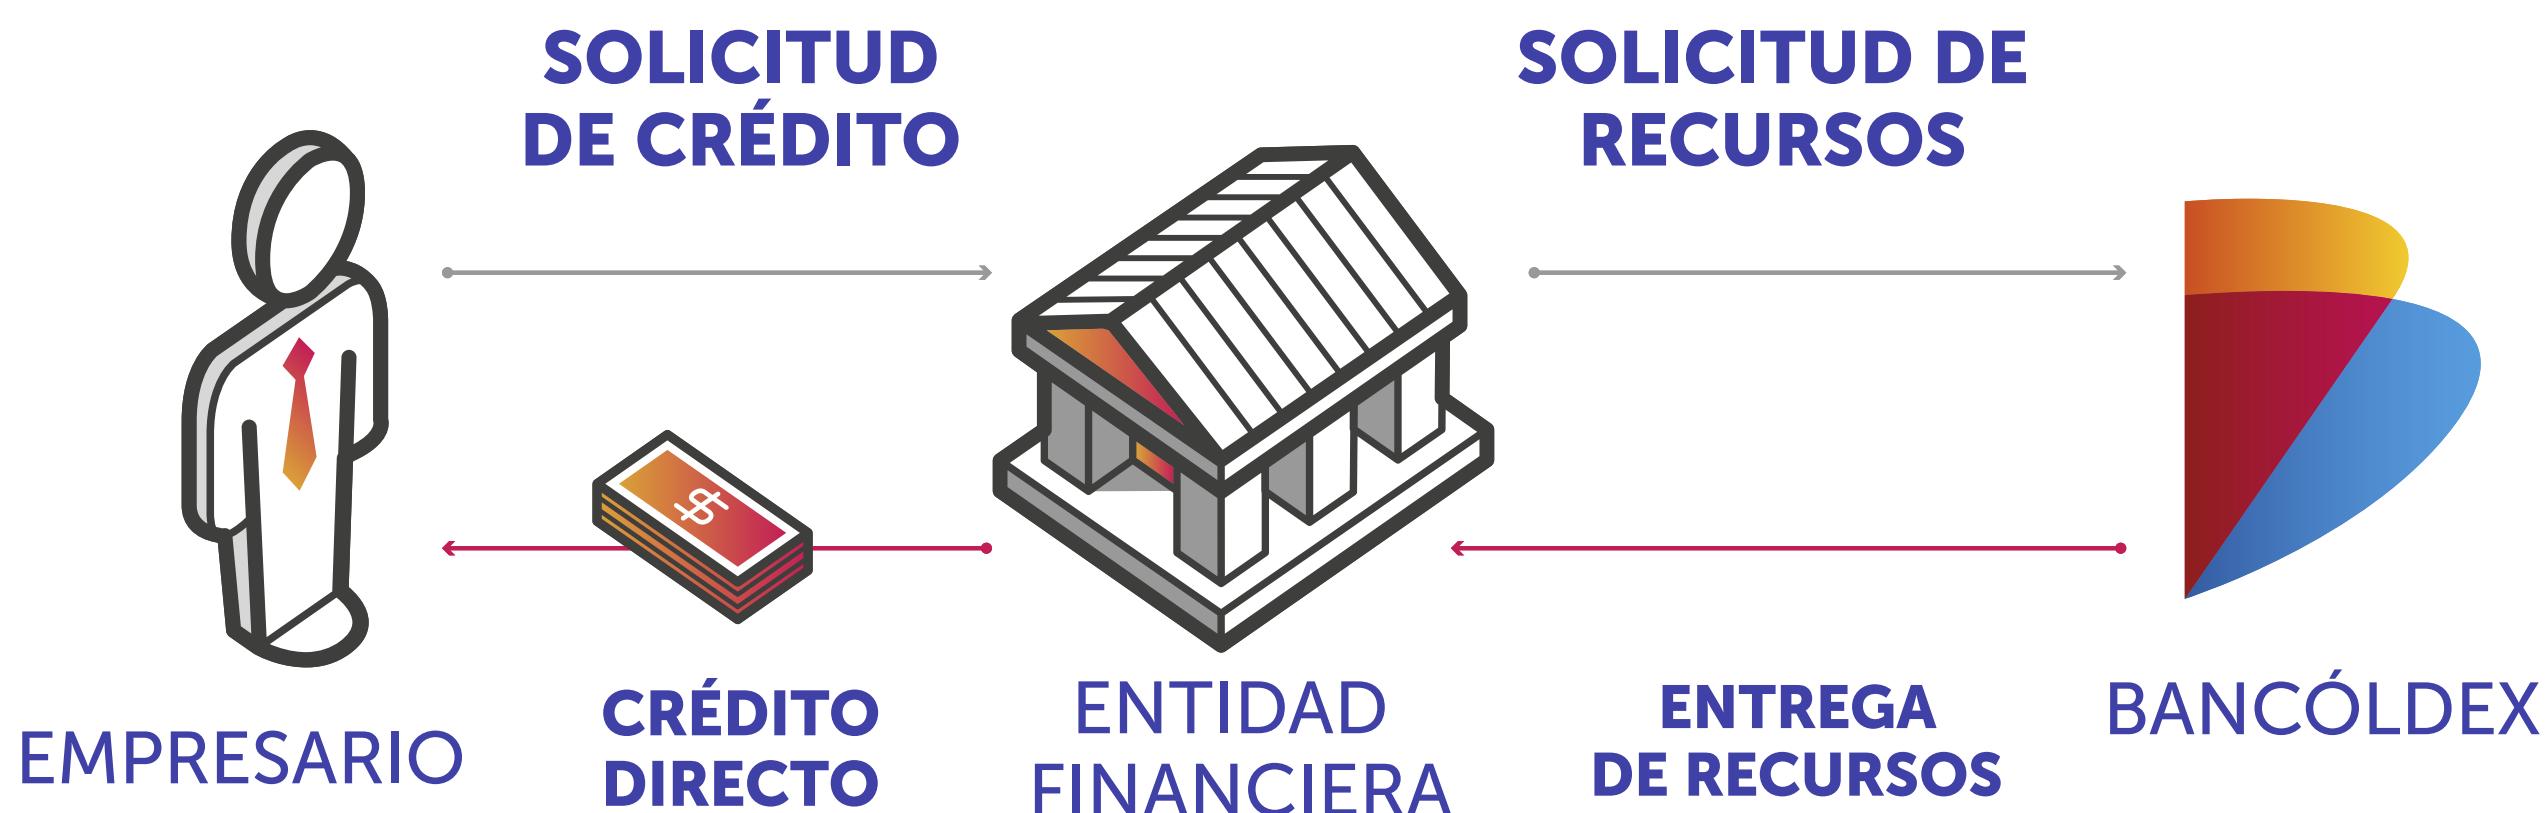 SOLICITUD
DE CRÉDITO
SOLICITUD DE
RECURSOS
$
EMPRESARIO
CRÉDITO
DIRECTO
ENTIDAD
FINANCIERA
ENTREGA
DE RECURSOS
BANCÓLDEX